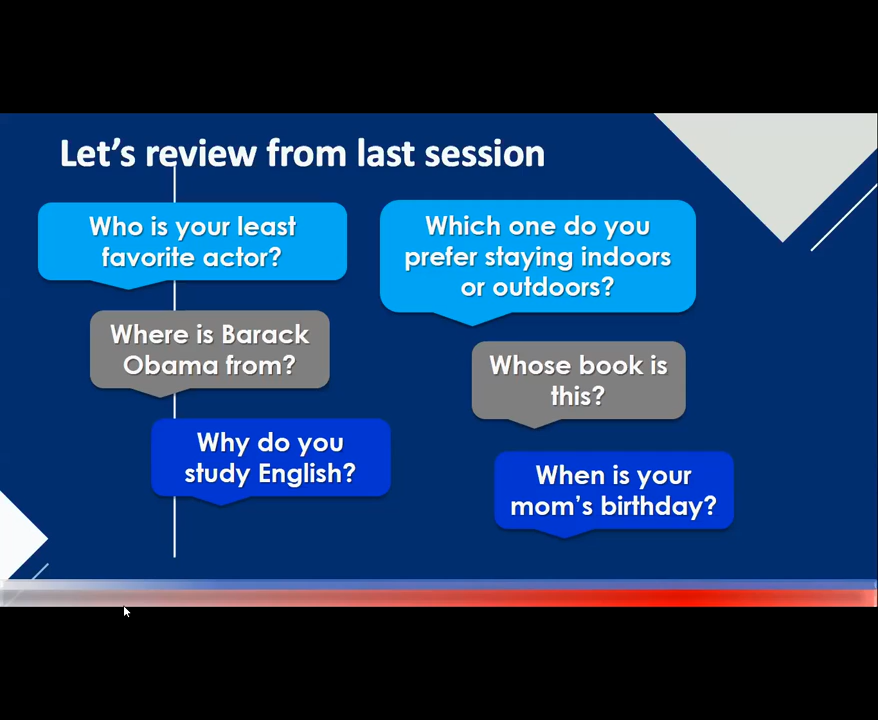 Let’s review from last session
Who is your least
favorite actor?
Where is Barack
Obama from?
Why do you
study English?
Which one do you
prefer staying indoors
or outdoors?
Whose book is
this?
When is your
mom’s birthday?